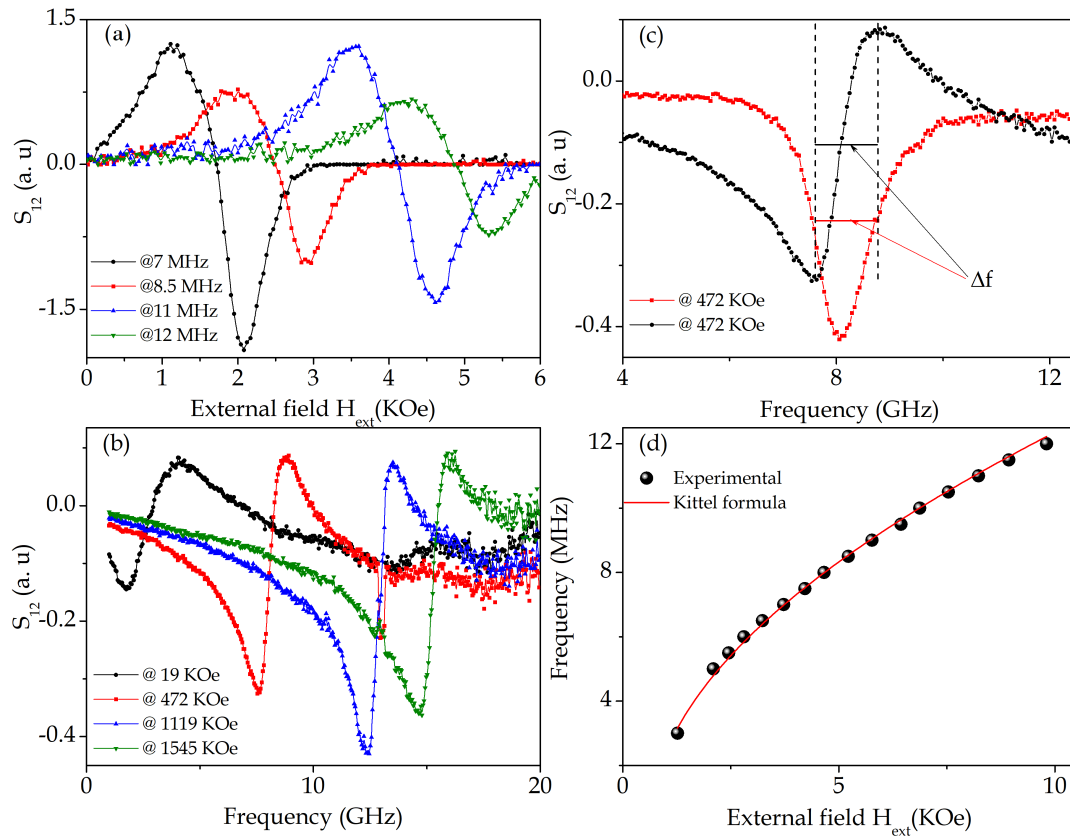 (a)
1.5
0.0
-1.5
S12 (a. u)
@7 MHz
@8.5 MHz
@11 MHz
@12 MHz
0 1 2 3 4 5 6
External field Hext(KOe)
(c)
0.0
-0.2
-0.4
S12 (a. u)
Δf
@ 472 KOe
@ 472 KOe
4 8 12
Frequency (GHz)
(b)
0.0
-0.2
-0.4
S12 (a. u)
@ 19 KOe
@ 472 KOe
@ 1119 KOe
@ 1545 KOe
0 10 20
Frequency (GHz)
(d)
12
8
4
Frequency (MHz)
Experimental
Kittel formula
0 5 10
External field Hext(KOe)